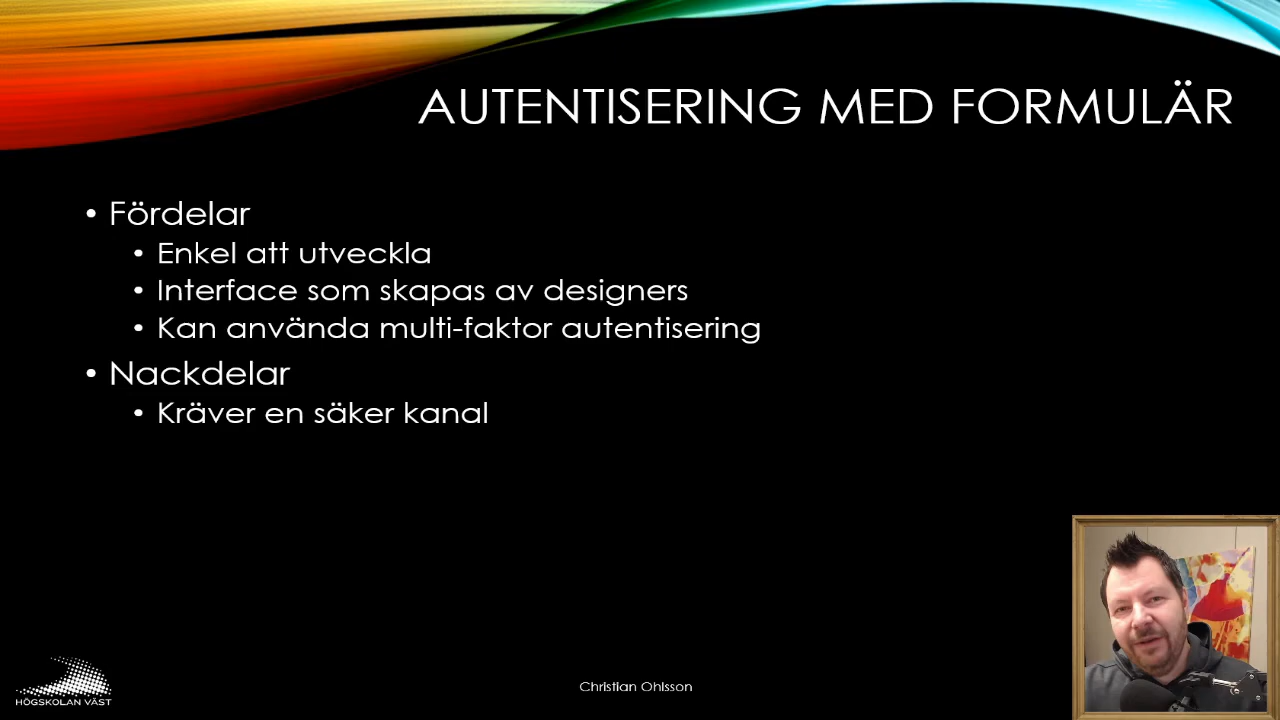 AUTENTISERING MED FORMULÄR
• Fördelar
• Enkel att utveckla
• Interface som skapas av designers
• Kan använda multi-faktor autentisering
• Nackdelar
• Kräver en säker kanal
HÖGSKOLAN VÄST
Christian Ohlsson